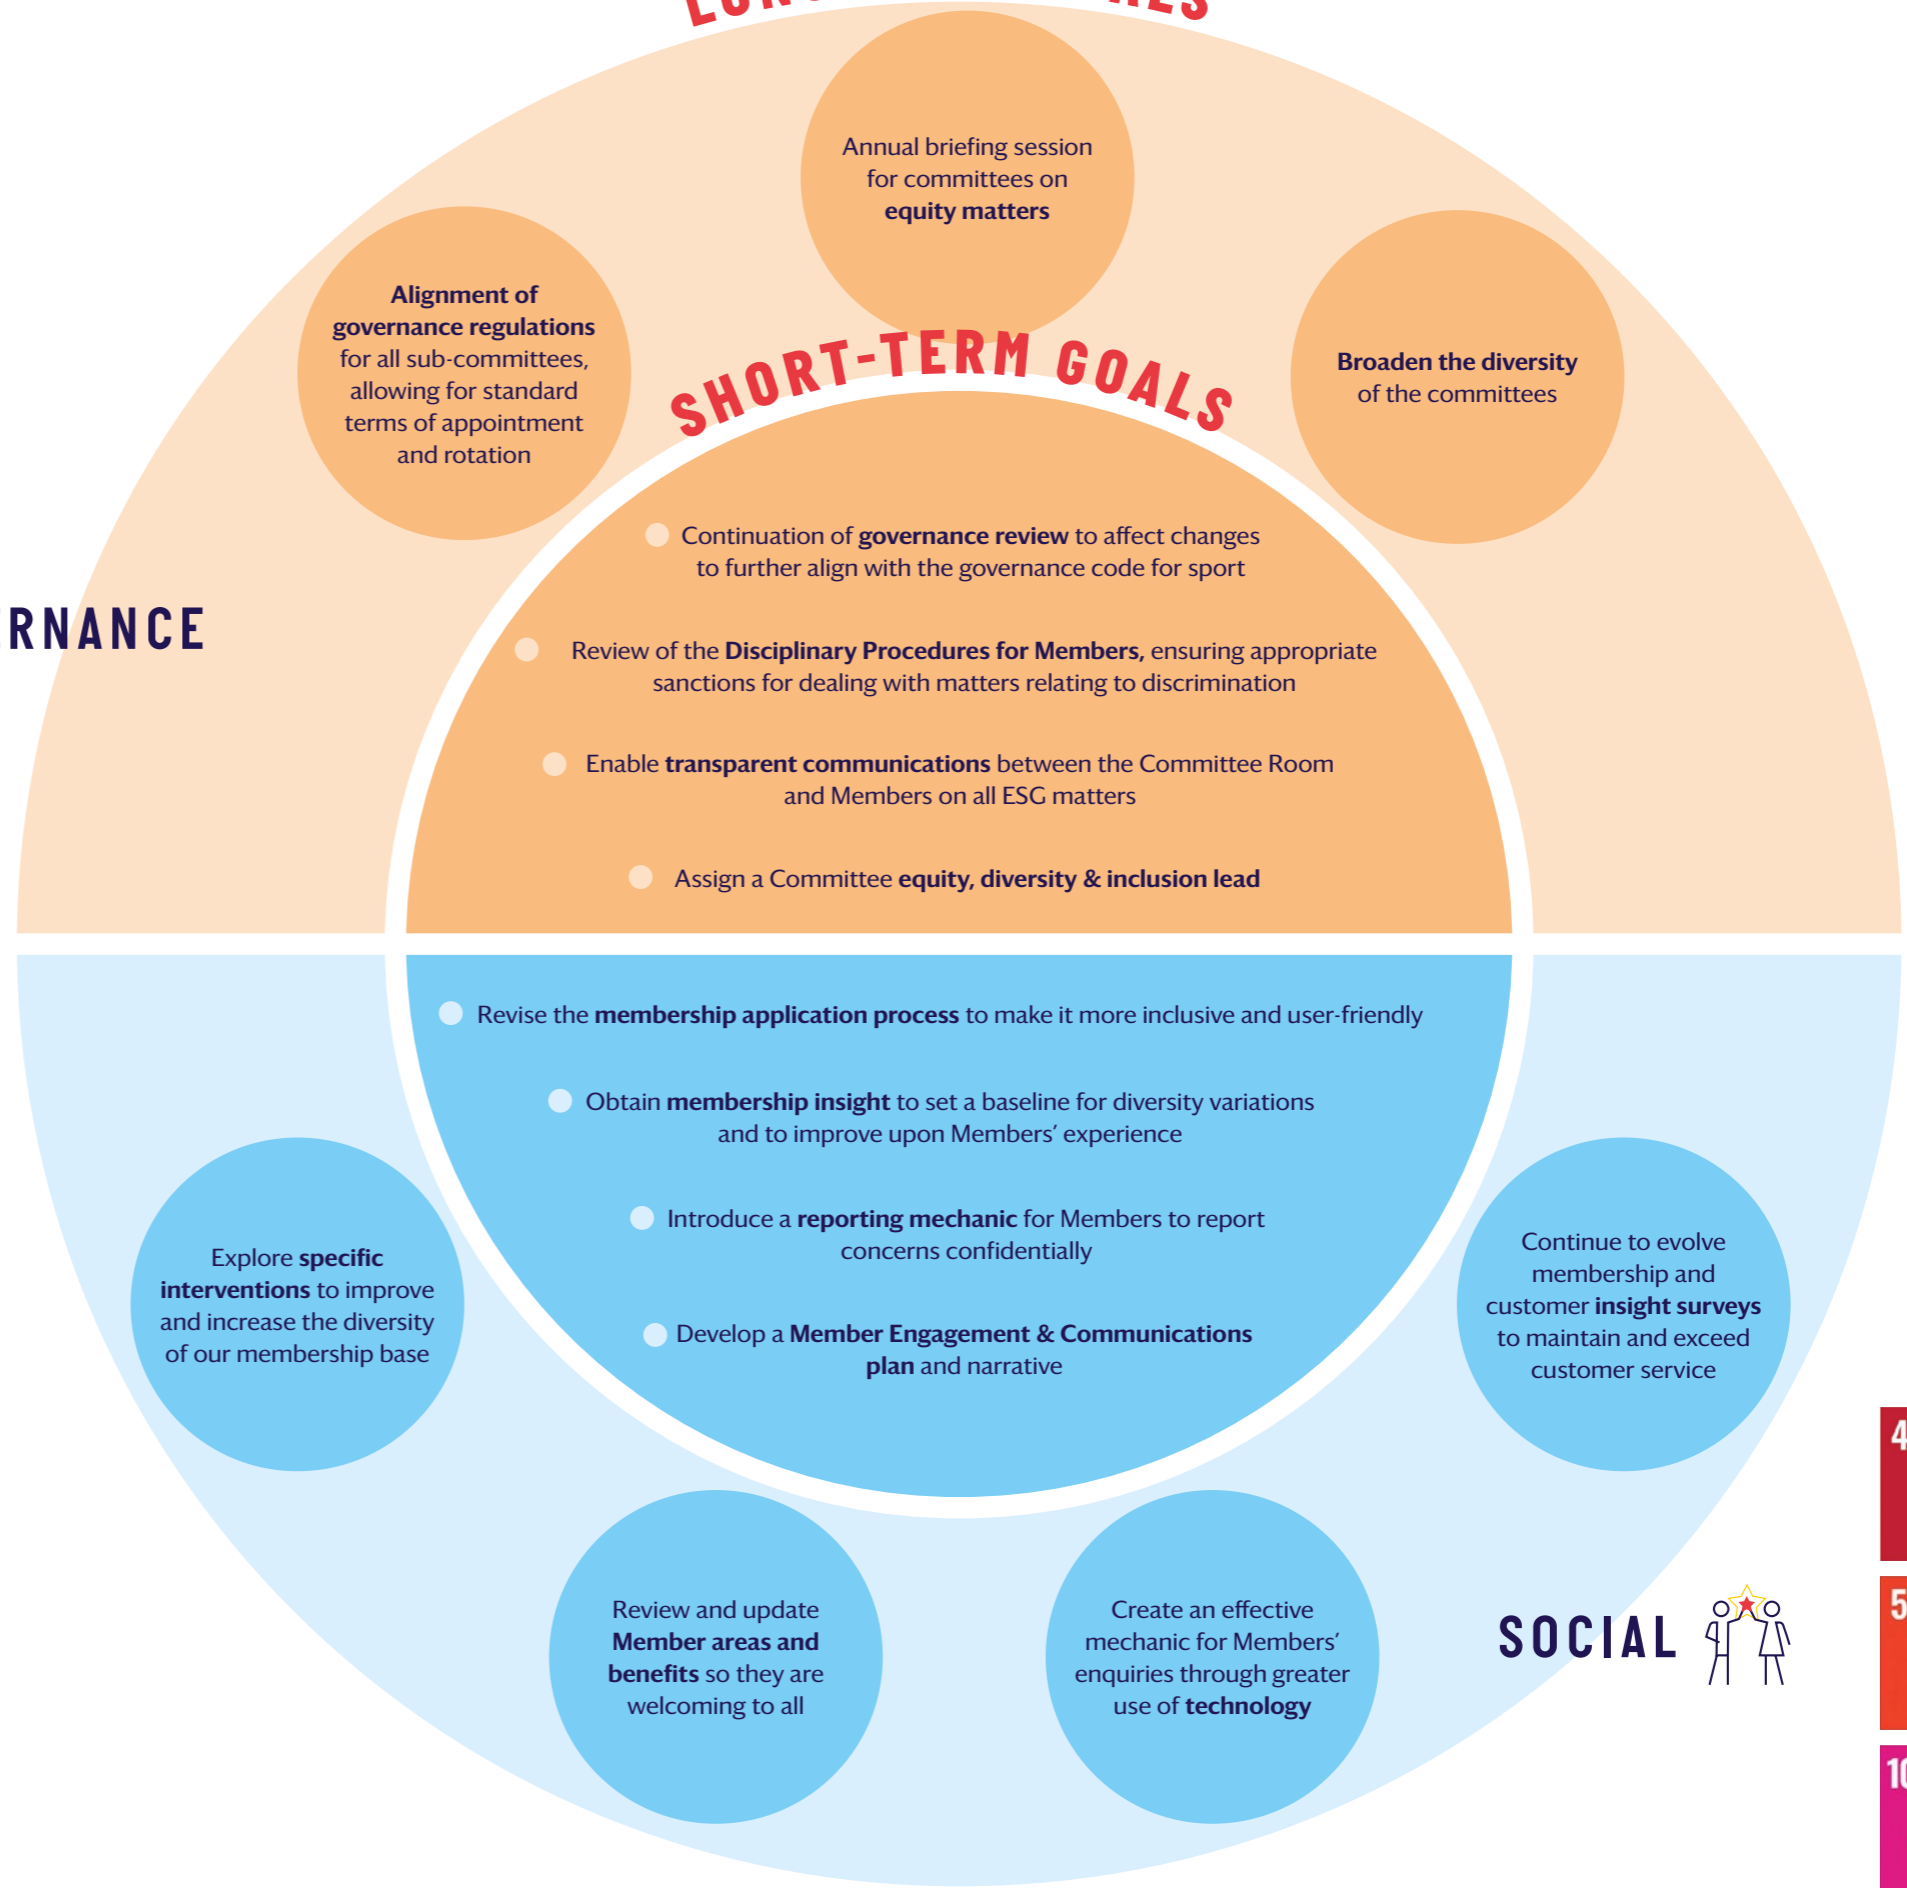 Annual briefing session
for committees on
equity matters
Alignment of
governance regulations
for all sub-committees,
allowing for standard
terms of appointment
and rotation
Broaden the diversity
of the committees
SHORT-TERM GOALS
Continuation of governance review to affect changes
to further align with the governance code for sport
RNANCE
Review of the Disciplinary Procedures for Members, ensuring appropriate
sanctions for dealing with matters relating to discrimination
Enable transparent communications between the Committee Room
and Members on all ESG matters
Assign a Committee equity, diversity & inclusion lead
Revise the membership application process to make it more inclusive and user-friendly
Obtain membership insight to set a baseline for diversity variations
and to improve upon Members’ experience
Introduce a reporting mechanic for Members to report
concerns confidentially
Develop a Member Engagement & Communications
plan and narrative
Explore specific
interventions to improve
and increase the diversity
of our membership base
Continue to evolve
membership and
customer insight surveys
to maintain and exceed
customer service
Review and update
Member areas and
benefits so they are
welcoming to all
Create an effective
mechanic for Members’
enquiries through greater
use of technology
SOCIAL
4
5
10